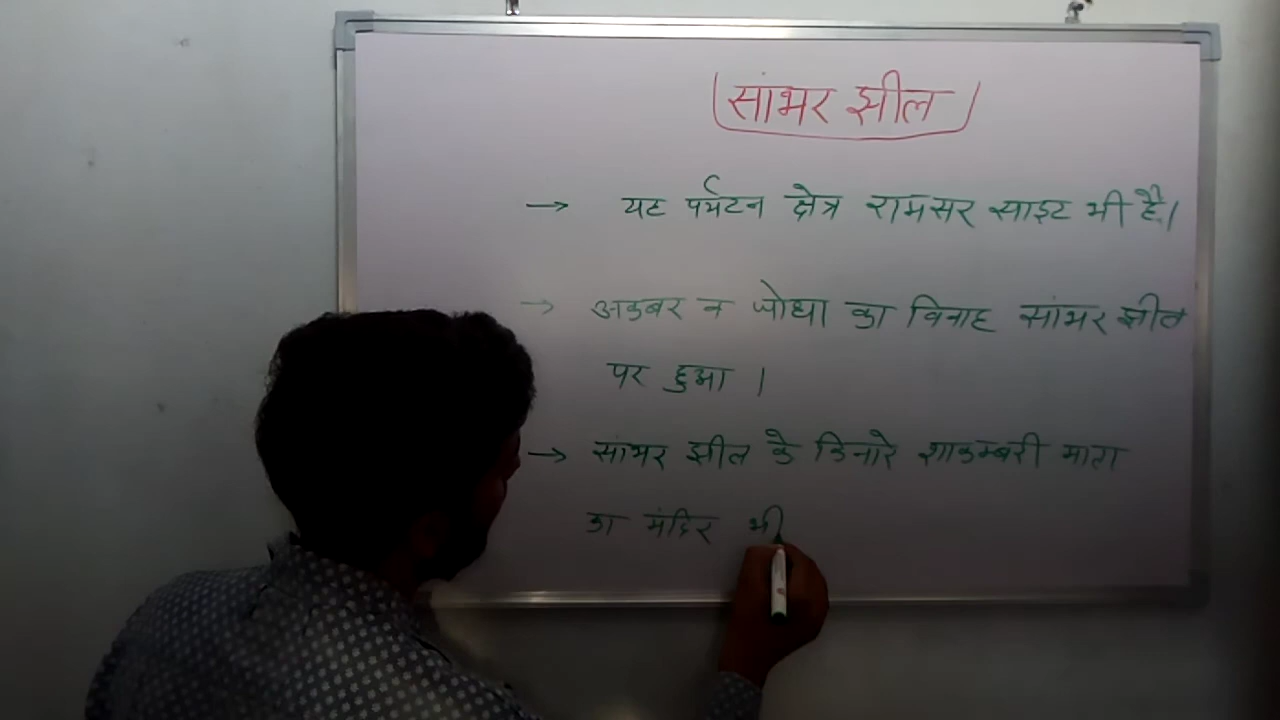 सांभर झील
→ यह पर्यटन क्षेत्र रामसर साइट भी है।
→ अकबर व जोधा का विवाह सांभर झील
पर हुआ ।
→ सांभर झील के किनारे शाकम्बरी माता
का मंदिर भी